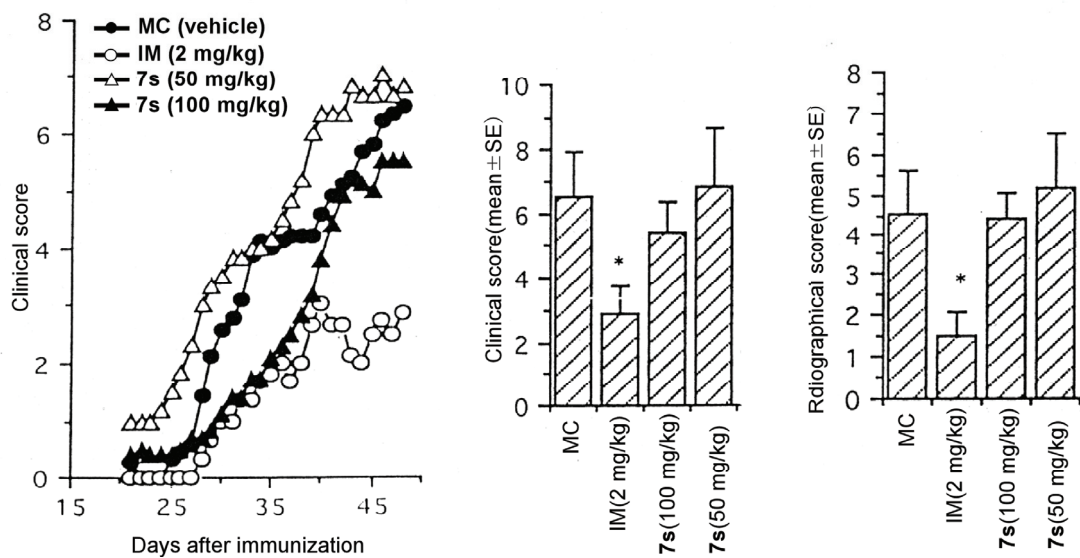 MC (vehicle)
IM (2 mg/kg)
7s (50 mg/kg)
7s (100 mg/kg)
8
6
4
2
0
Clinical score
15
25
35
45
Days after immunization
10
8
6
4
2
0
Clinical score(mean±SE)
*
MC
IM(2 mg/kg)
7s(100 mg/kg)
7s(50 mg/kg)
8
7
6
5
4
3
2
1
0
Rdiographical score(mean±SE)
*
MC
IM(2 mg/kg)
7s(100 mg/kg)
7s(50 mg/kg)